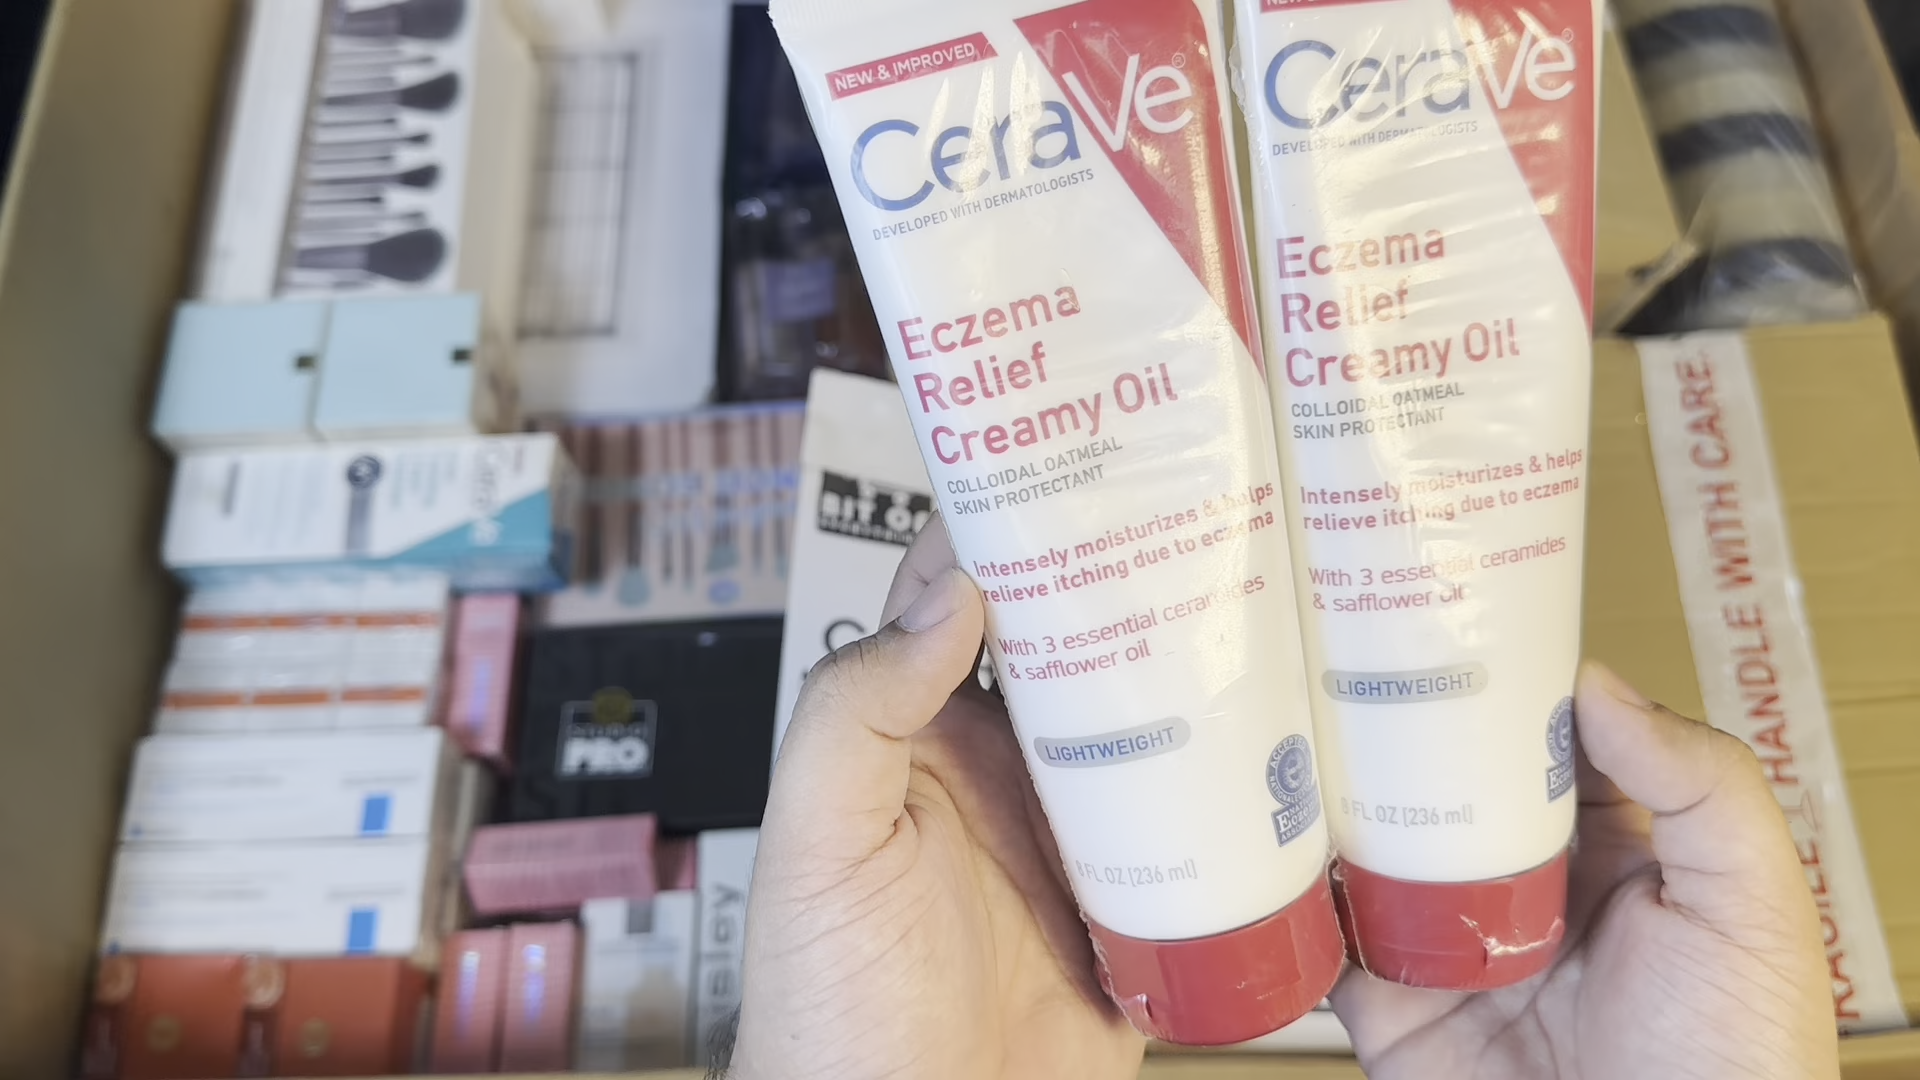 NEW & IMPROVED
CeraVe®
DEVELOPED WITH DERMATOLOGISTS
Eczema
Relief
Creamy Oil
COLLOIDAL OATMEAL
SKIN PROTECTANT
Intensely moisturizes & helps
relieve itching due to eczema
With 3 essential ceramides
& safflower oil
LIGHTWEIGHT
8 FL OZ [236 ml]
CeraVe®
DEVELOPED WITH DERMATOLOGISTS
Eczema
Relief
Creamy Oil
COLLOIDAL OATMEAL
SKIN PROTECTANT
Intensely moisturizes & helps
relieve itching due to eczema
With 3 essential ceramides
& safflower oil
LIGHTWEIGHT
8 FL OZ [236 ml]
HANDLE WITH CARE.
PRO
BIT OF